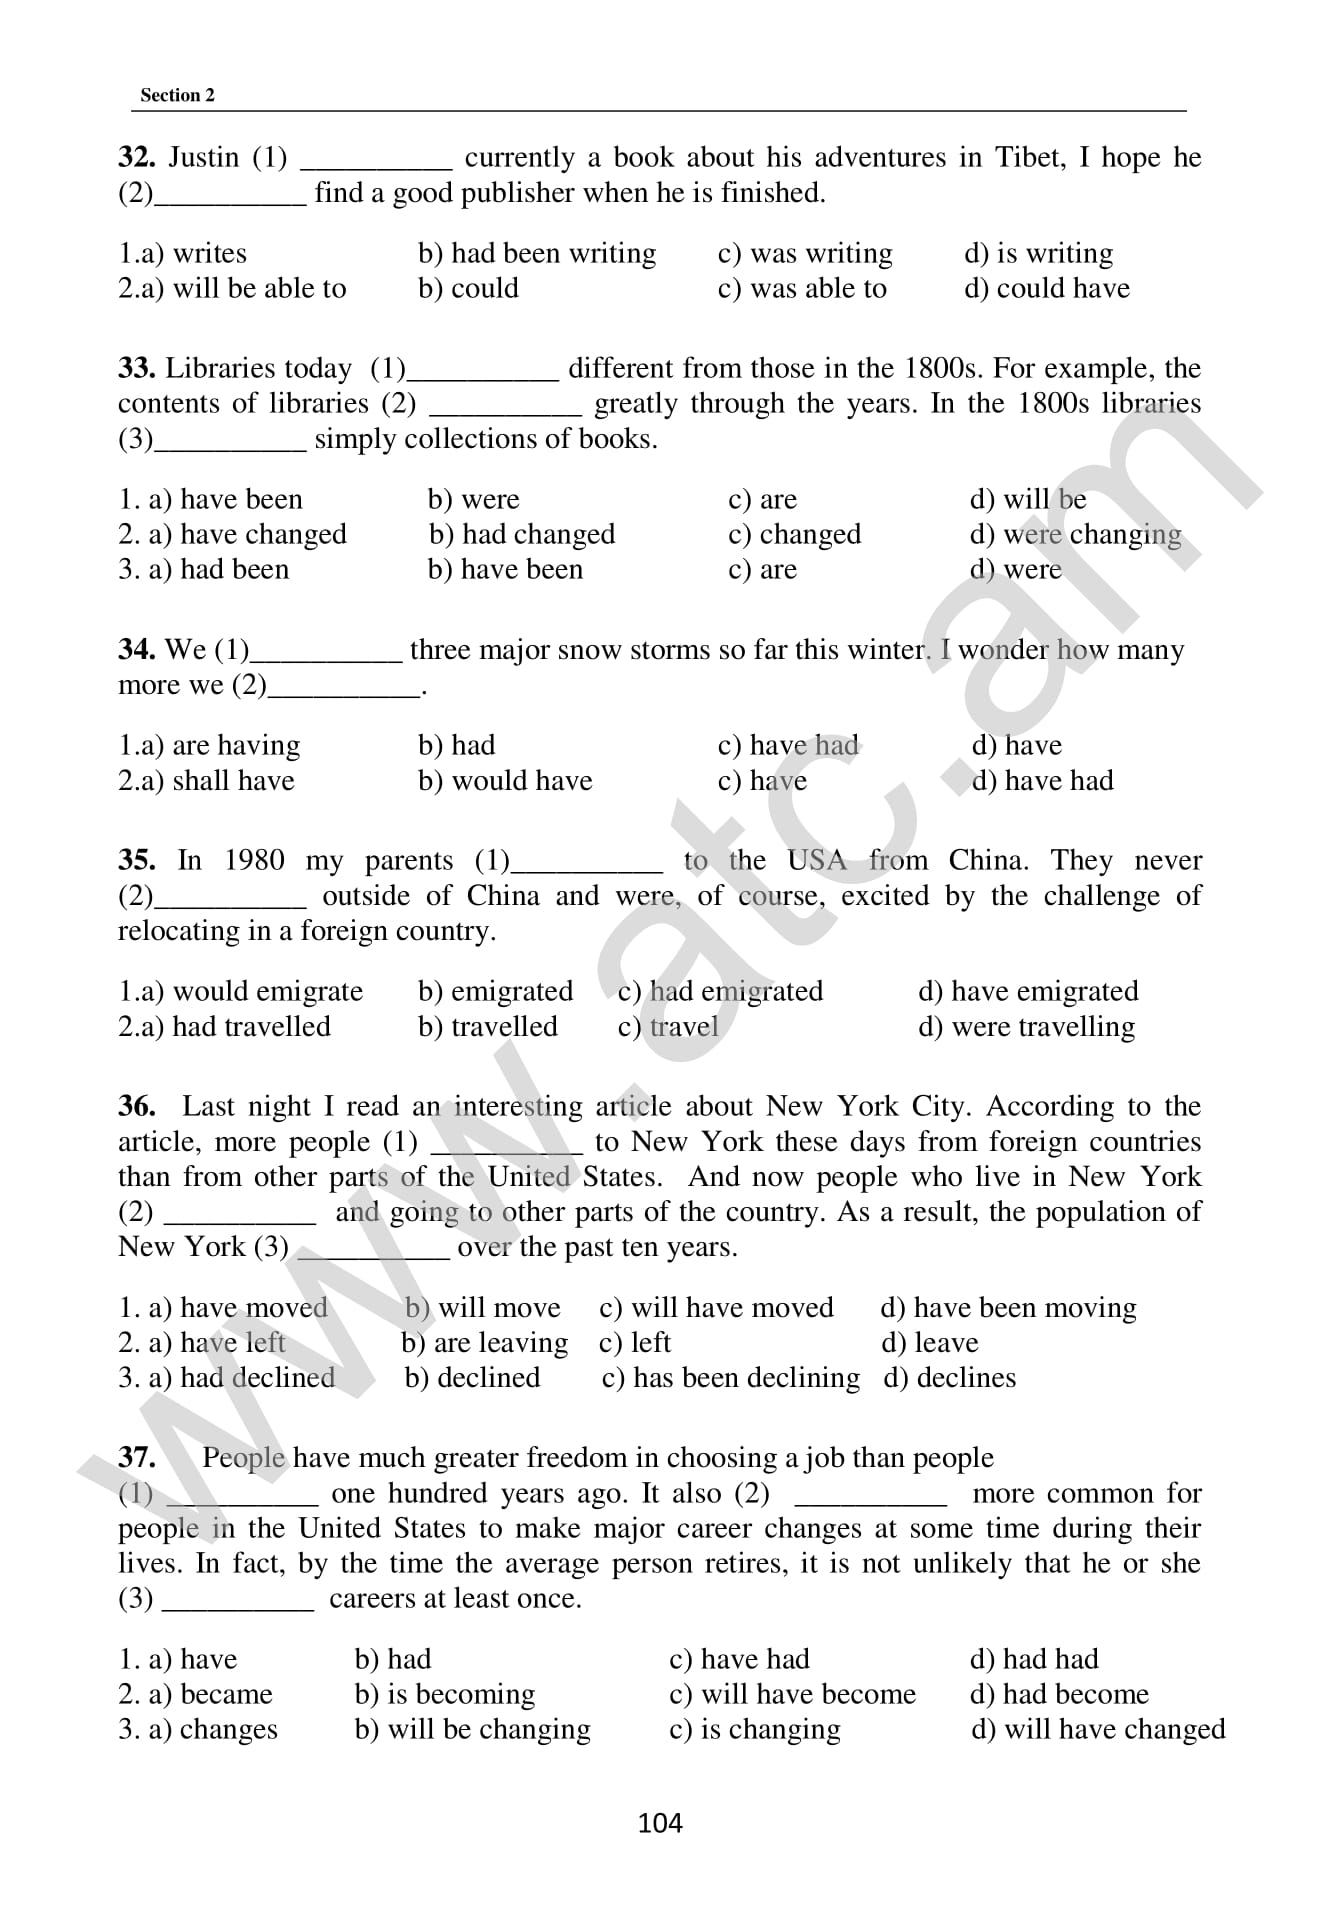 Section 2
32. Justin (1) __________ currently a book about his adventures in Tibet, I hope he
(2)__________ find a good publisher when he is finished.
1.a) writes b) had been writing c) was writing d) is writing
2.a) will be able to b) could c) was able to d) could have
33. Libraries today (1)__________ different from those in the 1800s. For example, the
contents of libraries (2) __________ greatly through the years. In the 1800s libraries
(3)__________ simply collections of books.
1. a) have been b) were c) are d) will be
2. a) have changed b) had changed c) changed d) were changing
3. a) had been b) have been c) are d) were
34. We (1)__________ three major snow storms so far this winter. I wonder how many
more we (2)__________.
1.a) are having b) had c) have had d) have
2.a) shall have b) would have c) have d) have had
35. In 1980 my parents (1)__________ to the USA from China. They never
(2)__________ outside of China and were, of course, excited by the challenge of
relocating in a foreign country.
1.a) would emigrate b) emigrated c) had emigrated d) have emigrated
2.a) had travelled b) travelled c) travel d) were travelling
36. Last night I read an interesting article about New York City. According to the
article, more people (1) __________ to New York these days from foreign countries
than from other parts of the United States. And now people who live in New York
(2) __________ and going to other parts of the country. As a result, the population of
New York (3) __________ over the past ten years.
1. a) have moved b) will move c) will have moved d) have been moving
2. a) have left b) are leaving c) left d) leave
3. a) had declined b) declined c) has been declining d) declines
37. People have much greater freedom in choosing a job than people
(1) __________ one hundred years ago. It also (2) __________ more common for
people in the United States to make major career changes at some time during their
lives. In fact, by the time the average person retires, it is not unlikely that he or she
(3) __________ careers at least once.
1. a) have b) had c) have had d) had had
2. a) became b) is becoming c) will have become d) had become
3. a) changes b) will be changing c) is changing d) will have changed
104
www.atc.am